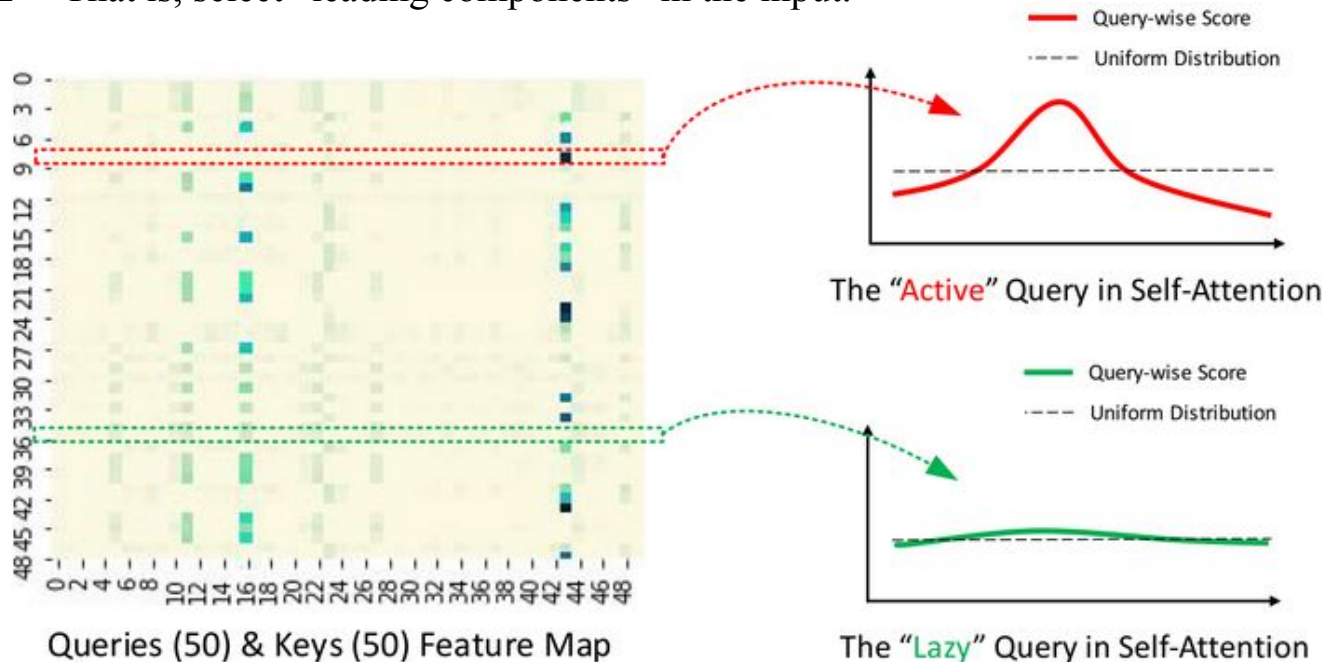 That is, select "leading components" in the input.
Query-wise Score
Uniform Distribution
The "Active" Query in Self-Attention
Query-wise Score
Uniform Distribution
The "Lazy" Query in Self-Attention
0
3
6
9
12
15
18
21
24
27
30
33
36
39
42
45
48
0 2 4 6 8 10 12 14 16 18 20 22 24 26 28 30 32 34 36 38 40 42 44 46 48
Queries (50) & Keys (50) Feature Map